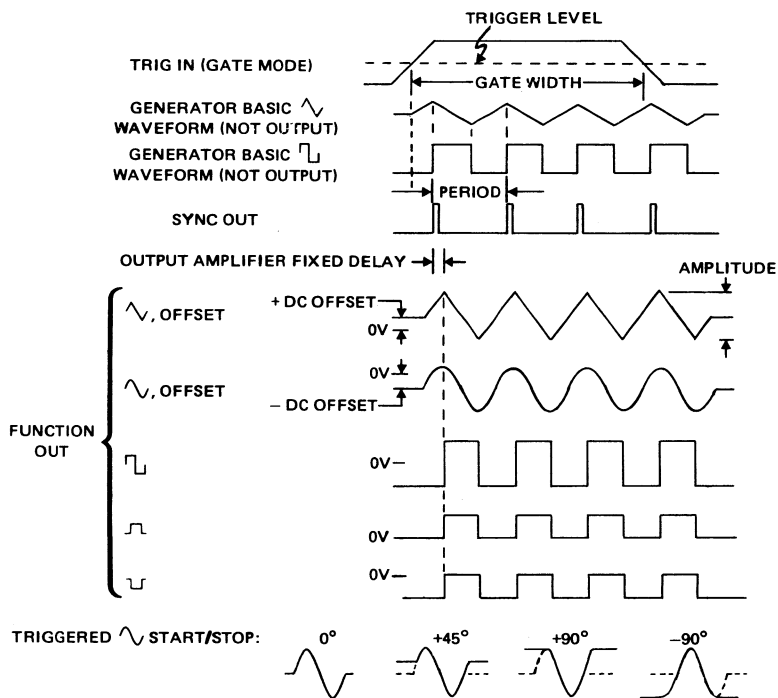 TRIGGER LEVEL
TRIG IN (GATE MODE)
GATE WIDTH
GENERATOR BASIC
WAVEFORM (NOT OUTPUT)
GENERATOR BASIC
WAVEFORM (NOT OUTPUT)
PERIOD
SYNC OUT
OUTPUT AMPLIFIER FIXED DELAY
AMPLITUDE
+ DC OFFSET
, OFFSET
0V
0V
, OFFSET
– DC OFFSET
FUNCTION
OUT
0V
0V
0V
TRIGGERED START/STOP: 0° +45° +90° –90°